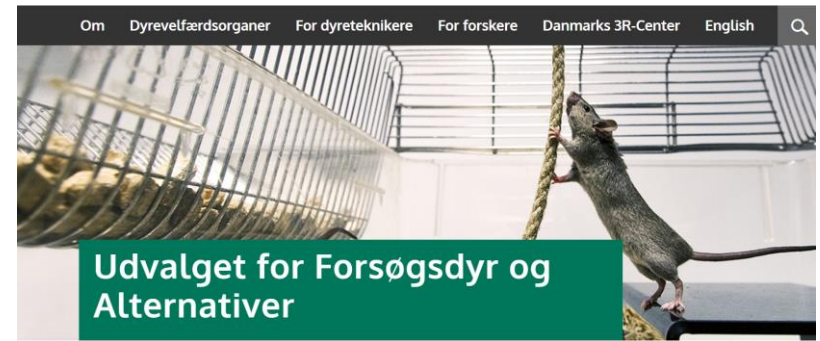 Om Dyrevelfærdsorganer For dyreteknikere For forskere Danmarks 3R-Center English
Udvalget for Forsøgsdyr og
Alternativer